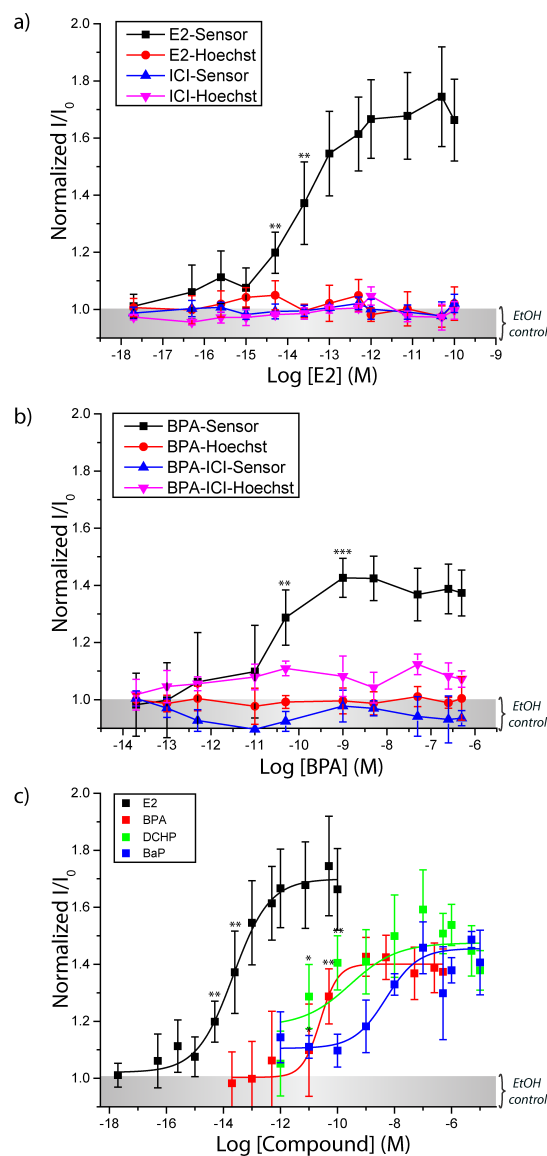 a)
2.0
1.8
1.6
1.4
1.2
1.0
Normalized I/I0
E2-Sensor
E2-Hoechst
ICI-Sensor
ICI-Hoechst
**
**
EtOH
control
-18 -17 -16 -15 -14 -13 -12 -11 -10 -9
Log [E2] (M)
b)
2.0
1.8
1.6
1.4
1.2
1.0
Normalized I/I0
BPA-Sensor
BPA-Hoechst
BPA-ICI-Sensor
BPA-ICI-Hoechst
**
***
EtOH
control
-14 -13 -12 -11 -10 -9 -8 -7 -6
Log [BPA] (M)
c)
2.0
1.8
1.6
1.4
1.2
1.0
Normalized I/I0
E2
BPA
DCHP
BaP
**
**
**
*
**
*
EtOH
control
-18 -16 -14 -12 -10 -8 -6
Log [Compound] (M)